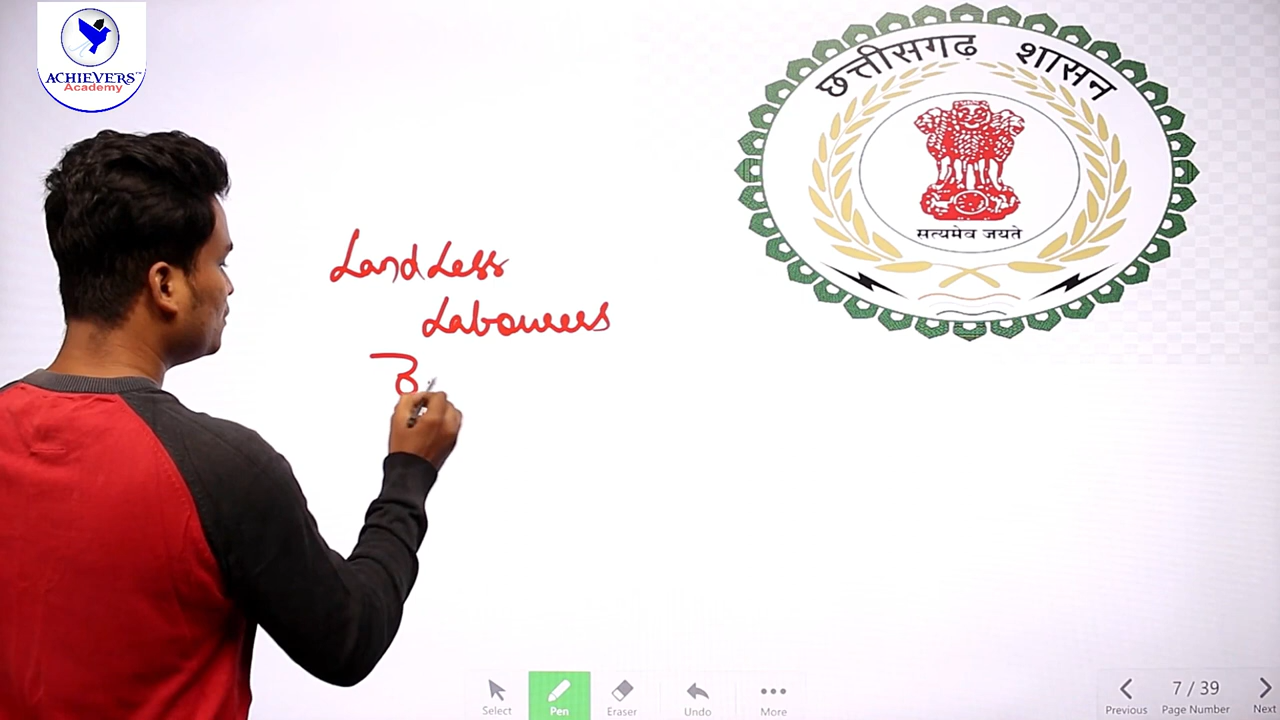 ACHIEVERS™
Academy
छत्तीसगढ़ शासन
सत्यमेव जयते
Land Less
Labourers
Select
Pen
Eraser
Undo
More
Previous
7 / 39
Page Number
Next